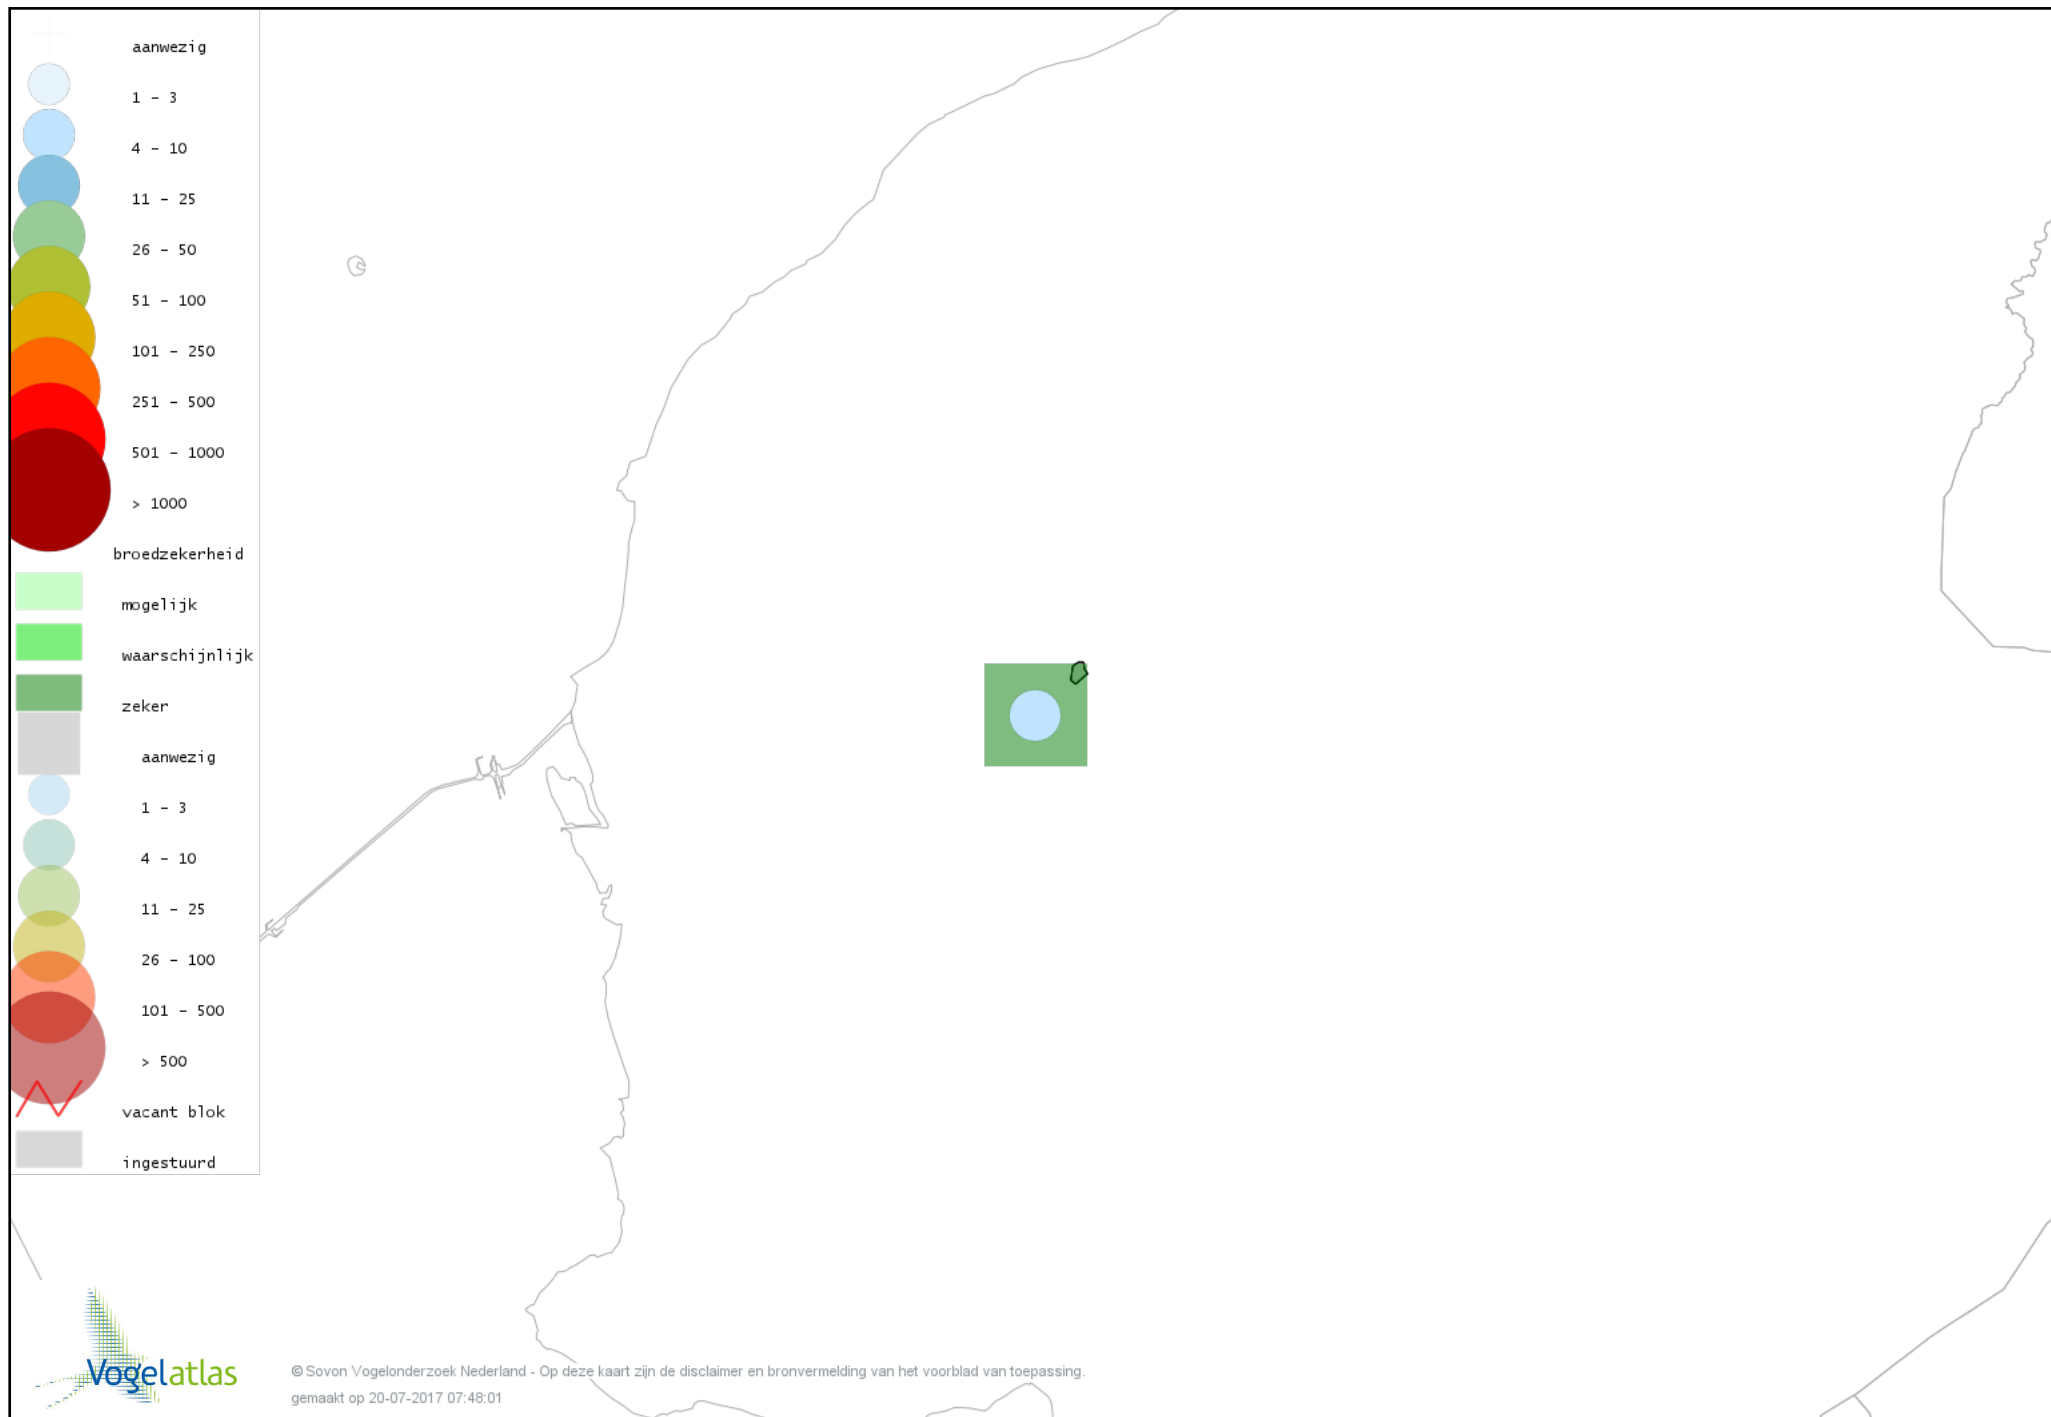 aanwezig
1 - 3
4 - 10
11 - 25
26 - 50
51 - 100
101 - 250
251 - 500
501 - 1000
> 1000
broedzekerheid
mogelijk
waarschijnlijk
zeker
aanwezig
1 - 3
4 - 10
11 - 25
26 - 100
101 - 500
> 500
vacant blok
ingestuurd
Vogelatlas
© Sovon Vogelonderzoek Nederland - Op deze kaart zijn de disclaimer en bronvermelding van het voorblad van toepassing.
gemaakt op 20-07-2017 07:48:01